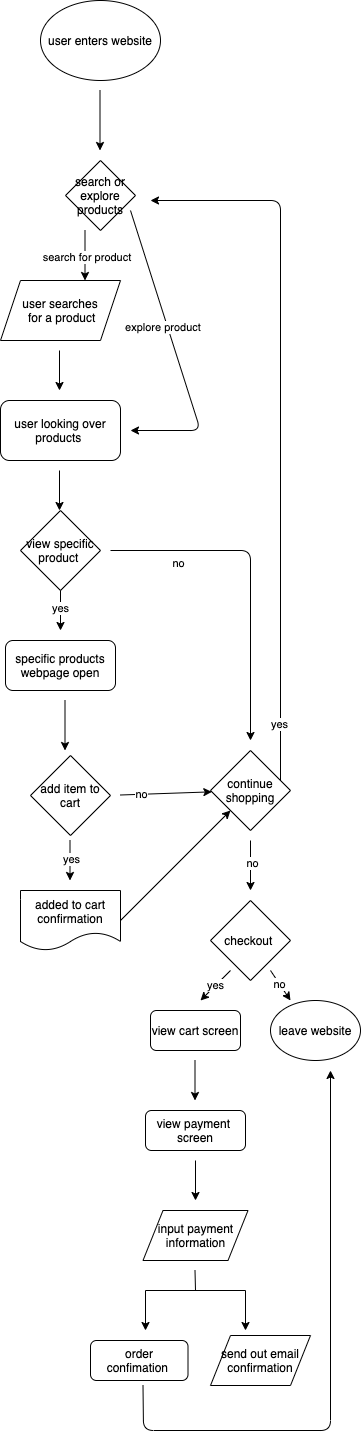 user enters website
search or
explore
products
search for product
user searches
for a product
explore product
user looking over
products
view specific
product
no
yes
specific products
webpage open
yes
add item to
cart
no
continue
shopping
yes
no
added to cart
confirmation
checkout
yes
no
view cart screen
leave website
view payment
screen
input payment
information
order
confimation
send out email
confirmation